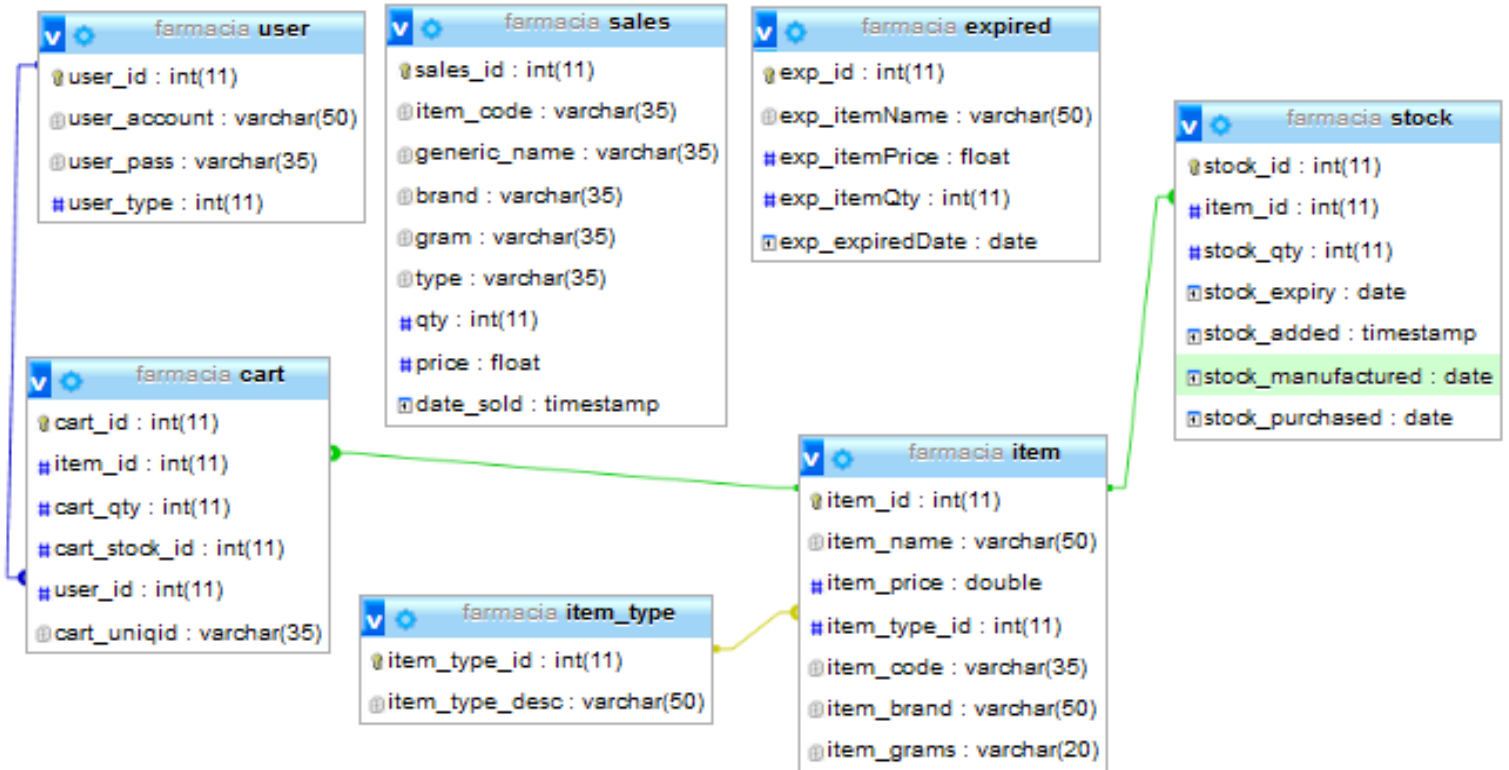 farmacia user
user_id : int(11)
user_account : varchar(50)
user_pass : varchar(35)
user_type : int(11)
farmacia sales
sales_id : int(11)
item_code : varchar(35)
generic_name : varchar(35)
brand : varchar(35)
gram : varchar(35)
type : varchar(35)
qty : int(11)
price : float
date_sold : timestamp
farmacia expired
exp_id : int(11)
exp_itemName : varchar(50)
exp_itemPrice : float
exp_itemQty : int(11)
exp_expiredDate : date
farmacia stock
stock_id : int(11)
item_id : int(11)
stock_qty : int(11)
stock_expiry : date
stock_added : timestamp
stock_manufactured : date
stock_purchased : date
farmacia cart
cart_id : int(11)
item_id : int(11)
cart_qty : int(11)
cart_stock_id : int(11)
user_id : int(11)
cart_uniqid : varchar(35)
farmacia item_type
item_type_id : int(11)
item_type_desc : varchar(50)
farmacia item
item_id : int(11)
item_name : varchar(50)
item_price : double
item_type_id : int(11)
item_code : varchar(35)
item_brand : varchar(50)
item_grams : varchar(20)